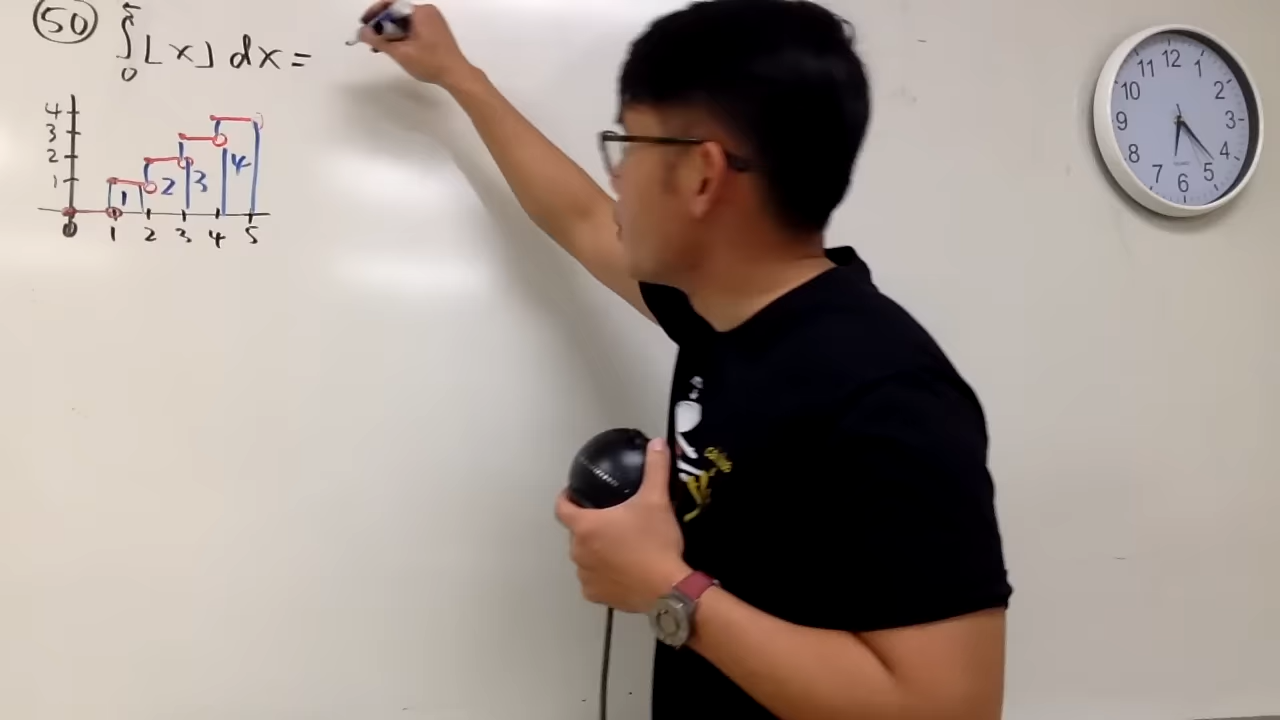 50 ∫₀⁵ ⌊x⌋ dx =
4
3
2
1
1 2 3 4
0 1 2 3 4 5
12 1 2 3 4 5 6 7 8 9 10 11